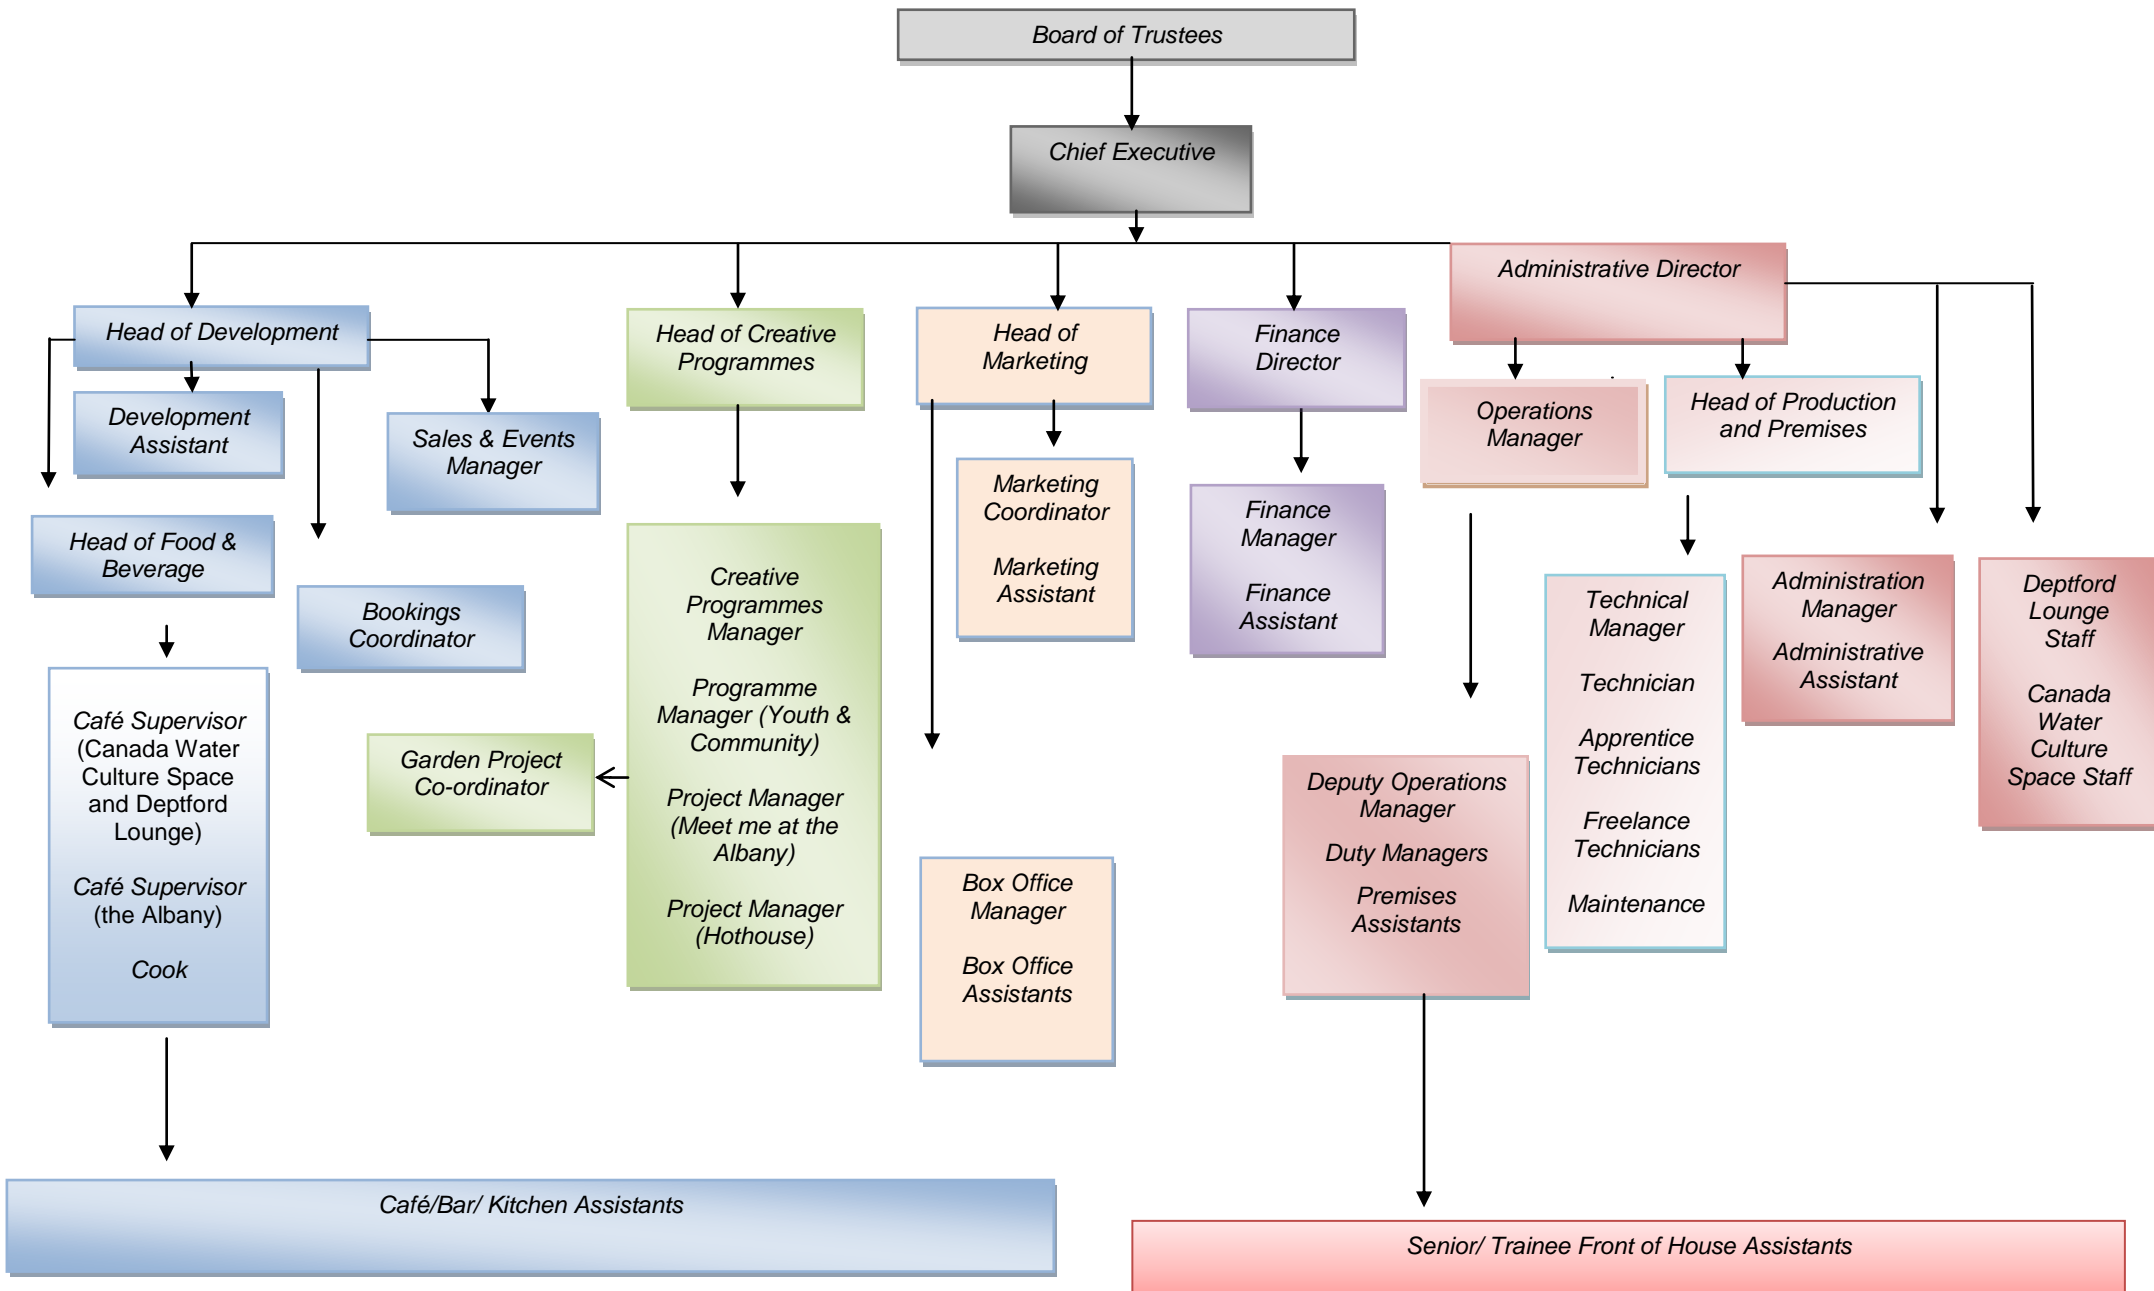 Board of Trustees
Chief Executive
Administrative Director
Head of Development
Head of Creative
Programmes
Head of
Marketing
Finance
Director
Development
Assistant
Sales & Events
Manager
Operations
Manager
Head of Production
and Premises
Head of Food &
Beverage
Bookings
Coordinator
Marketing
Coordinator
Marketing
Assistant
Finance
Manager
Finance
Assistant
Café Supervisor
(Canada Water
Culture Space
and Deptford
Lounge)
Café Supervisor
(the Albany)
Cook
Garden Project
Co-ordinator
Creative
Programmes
Manager
Programme
Manager (Youth &
Community)
Project Manager
(Meet me at the
Albany)
Project Manager
(Hothouse)
Box Office
Manager
Box Office
Assistants
Deputy Operations
Manager
Duty Managers
Premises
Assistants
Technical
Manager
Technician
Apprentice
Technicians
Freelance
Technicians
Maintenance
Administration
Manager
Administrative
Assistant
Deptford
Lounge
Staff
Canada
Water
Culture
Space Staff
Café/Bar/ Kitchen Assistants
Senior/ Trainee Front of House Assistants